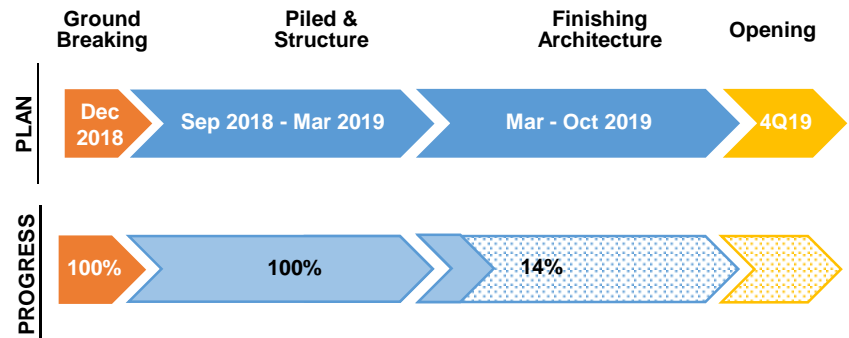 Ground
Breaking
Piled &
Structure
Finishing
Architecture
Opening
PLAN
Dec
2018
Sep 2018 - Mar 2019
Mar - Oct 2019
4Q19
PROGRESS
100%
100%
14%